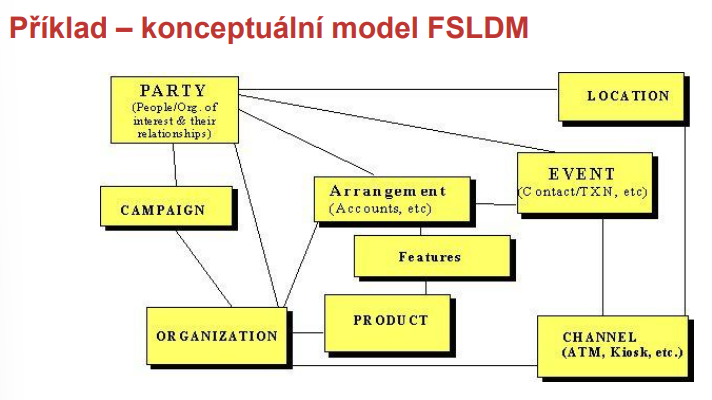 Příklad – konceptuální model FSLDM
PARTY
(People/Org. of
interest & their
relationships)
LOCATION
EVENT
(Contact/TXN, etc)
Arrangement
(Accounts, etc)
CAMPAIGN
Features
PRODUCT
ORGANIZATION
CHANNEL
(ATM, Kiosk, etc.)